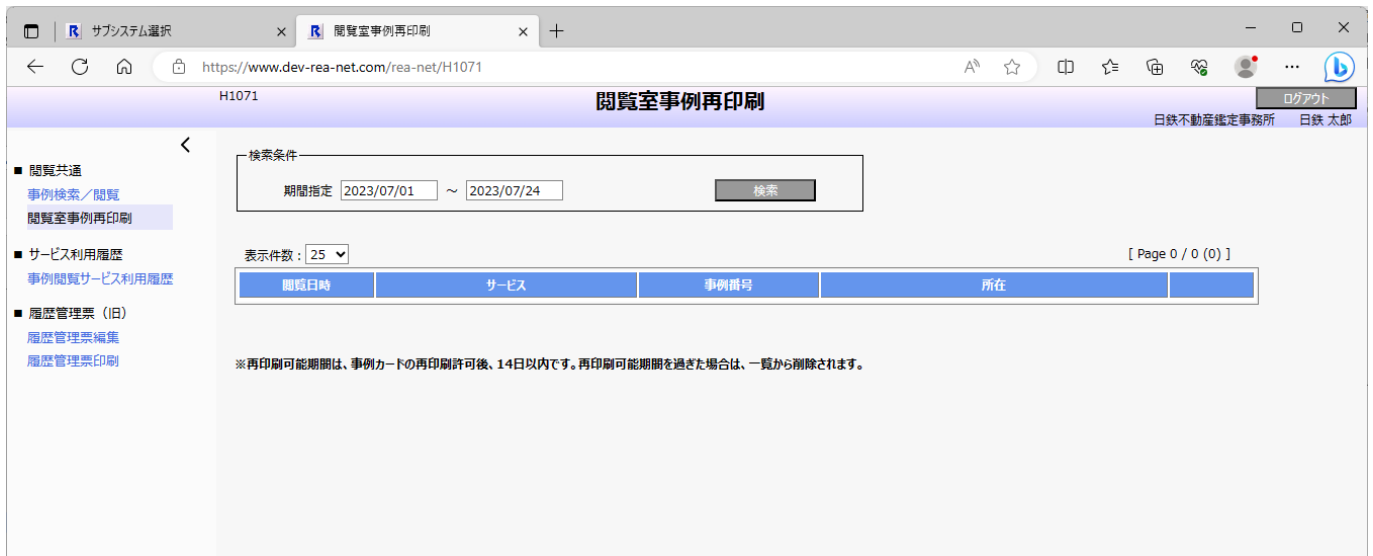 サブシステム選択
閲覧室事例再印刷
https://www.dev-rea-net.com/rea-net/H1071
H1071
閲覧室事例再印刷
ログアウト
日鉄不動産鑑定事務所 日鉄 太郎
■ 閲覧共通
事例検索／閲覧
閲覧室事例再印刷
■ サービス利用履歴
事例閲覧サービス利用履歴
■ 履歴管理票（旧）
履歴管理票編集
履歴管理票印刷
検索条件
期間指定 2023/07/01 ～ 2023/07/24 検索
表示件数： 25 [ Page 0 / 0 (0) ]
閲覧日時 サービス 事例番号 所在
※再印刷可能期間は、事例カードの再印刷許可後、14日以内です。再印刷可能期間を過ぎた場合は、一覧から削除されます。